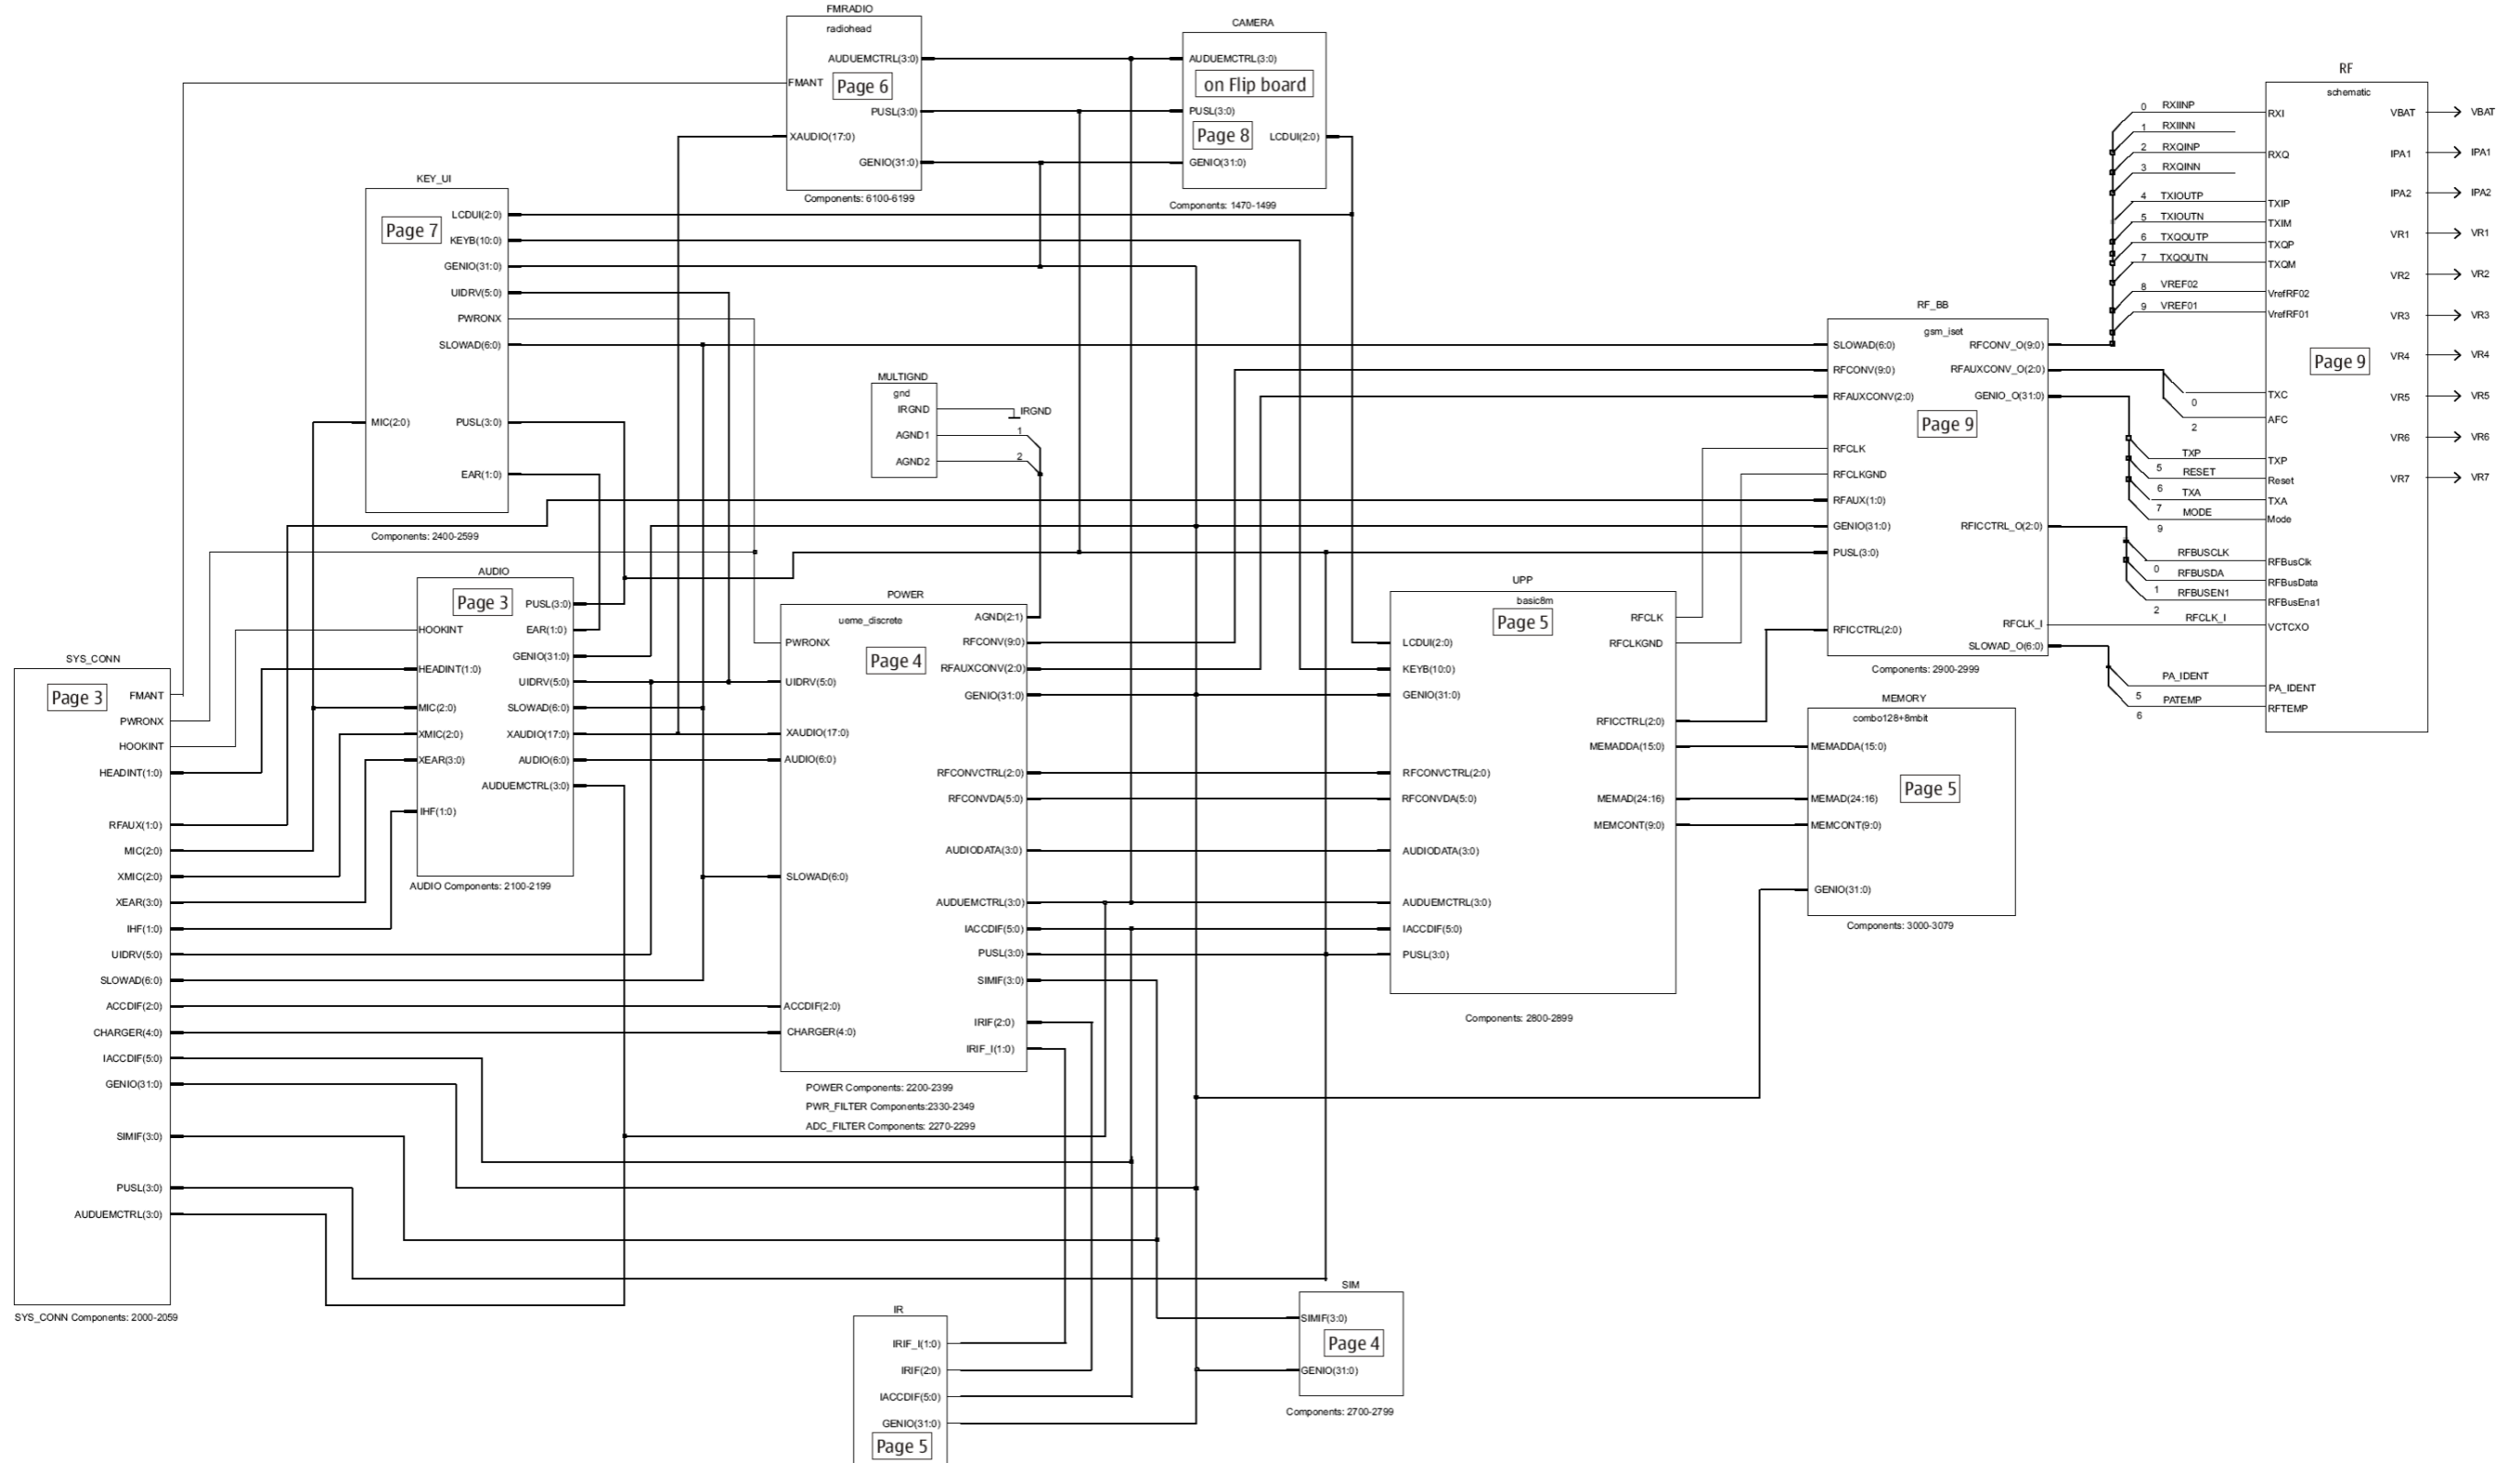 FMRADIO
radiohead
FMANT
AUDUEMCTRL(3:0)
Page 6
PUSL(3:0)
XAUDIO(17:0)
GENIO(31:0)
Components: 6100-6199
CAMERA
AUDUEMCTRL(3:0)
on Flip board
PUSL(3:0)
Page 8
LCDUI(2:0)
GENIO(31:0)
Components: 1470-1499
KEY_UI
Page 7
LCDUI(2:0)
KEYB(10:0)
GENIO(31:0)
UIDRV(5:0)
PWRONX
SLOWAD(6:0)
MIC(2:0)
PUSL(3:0)
EAR(1:0)
Components: 2400-2599
MULTIGND
gnd
IRGND
IRGND
AGND1
1
AGND2
2
SYS_CONN
Page 3
FMANT
PWRONX
HOOKINT
HEADINT(1:0)
RFAUX(1:0)
MIC(2:0)
XMIC(2:0)
XEAR(3:0)
IHF(1:0)
UIDRV(5:0)
SLOWAD(6:0)
ACCDIF(2:0)
CHARGER(4:0)
IACCDIF(5:0)
GENIO(31:0)
SIMIF(3:0)
PUSL(3:0)
AUDUEMCTRL(3:0)
SYS_CONN Components: 2000-2059
AUDIO
Page 3
PUSL(3:0)
HOOKINT
EAR(1:0)
GENIO(31:0)
HEADINT(1:0)
UIDRV(5:0)
MIC(2:0)
SLOWAD(6:0)
XMIC(2:0)
XAUDIO(17:0)
XEAR(3:0)
AUDIO(6:0)
AUDUEMCTRL(3:0)
IHF(1:0)
AUDIO Components: 2100-2199
POWER
ueme_discrete
AGND(2:1)
PWRONX
RFCONV(9:0)
Page 4
RFAUXCONV(2:0)
UIDRV(5:0)
GENIO(31:0)
XAUDIO(17:0)
AUDIO(6:0)
RFCONVCTRL(2:0)
RFCONVDA(5:0)
AUDIODATA(3:0)
SLOWAD(6:0)
AUDUEMCTRL(3:0)
IACCDIF(5:0)
PUSL(3:0)
SIMIF(3:0)
ACCDIF(2:0)
IRIF(2:0)
CHARGER(4:0)
IRIF_I(1:0)
POWER Components: 2200-2399
PWR_FILTER Components:2330-2349
ADC_FILTER Components: 2270-2299
IR
IRIF_I(1:0)
IRIF(2:0)
IACCDIF(5:0)
GENIO(31:0)
Page 5
SIM
SIMIF(3:0)
Page 4
GENIO(31:0)
Components: 2700-2799
UPP
basic8m
Page 5
RFCLK
LCDUI(2:0)
RFCLKGND
KEYB(10:0)
GENIO(31:0)
RFICCTRL(2:0)
MEMADDA(15:0)
RFCONVCTRL(2:0)
RFCONVDA(5:0)
MEMAD(24:16)
MEMCONT(9:0)
AUDIODATA(3:0)
AUDUEMCTRL(3:0)
IACCDIF(5:0)
PUSL(3:0)
Components: 2800-2899
MEMORY
combo128+8mbit
MEMADDA(15:0)
Page 5
MEMAD(24:16)
MEMCONT(9:0)
GENIO(31:0)
Components: 3000-3079
RF_BB
gsm_iset
SLOWAD(6:0)
RFCONV_O(9:0)
RFCONV(9:0)
RFAUXCONV_O(2:0)
RFAUXCONV(2:0)
GENIO_O(31:0)
Page 9
RFCLK
RFCLKGND
RFAUX(1:0)
GENIO(31:0)
RFICCTRL_O(2:0)
PUSL(3:0)
RFICCTRL(2:0)
RFCLK_I
SLOWAD_O(6:0)
Components: 2900-2999
0 RXIINP
1 RXIINN
2 RXQINP
3 RXQINN
4 TXIOUTP
5 TXIOUTN
6 TXQOUTP
7 TXQOUTN
8 VREF02
9 VREF01
0
2
TXP
5 RESET
6 TXA
7 MODE
9
RFBUSCLK
0 RFBUSDA
1 RFBUSEN1
2 RFCLK_I
PA_IDENT
5 PATEMP
6
RF
schematic
RXI
RXQ
TXIP
TXIM
TXQP
TXQM
VrefRF02
VrefRF01
Page 9
TXC
AFC
TXP
Reset
TXA
Mode
RFBusClk
RFBusData
RFBusEna1
VCTCXO
PA_IDENT
RFTEMP
VBAT VBAT
IPA1 IPA1
IPA2 IPA2
VR1 VR1
VR2 VR2
VR3 VR3
VR4 VR4
VR5 VR5
VR6 VR6
VR7 VR7